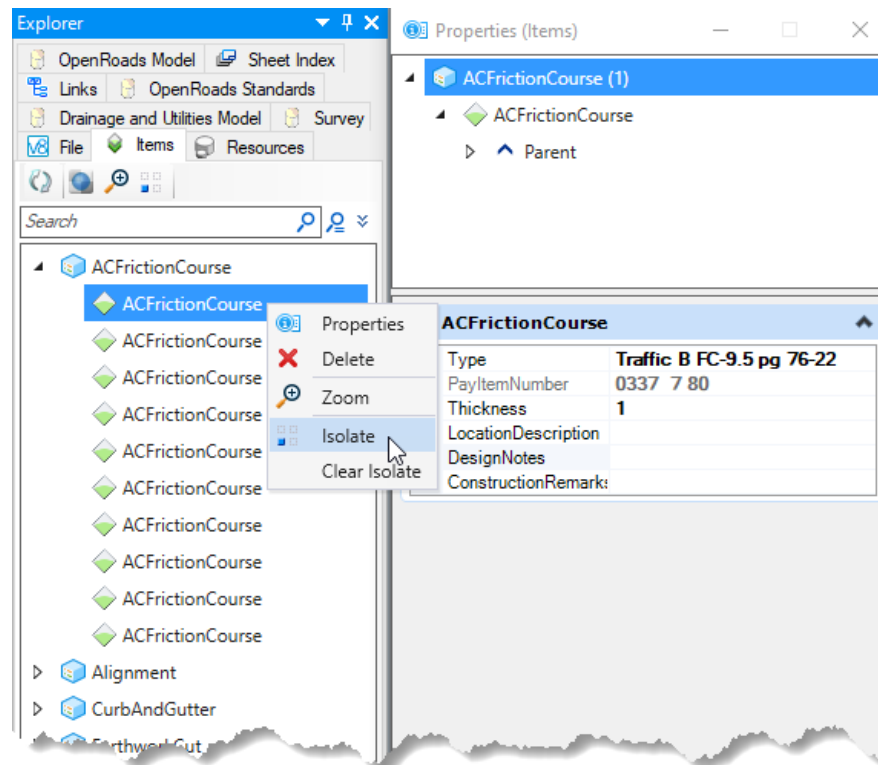 Explorer
OpenRoads Model Sheet Index
Links OpenRoads Standards
Drainage and Utilities Model Survey
File Items Resources
Search
ACFrictionCourse
ACFrictionCourse
ACFrictionCourse
ACFrictionCourse
ACFrictionCourse
ACFrictionCourse
ACFrictionCourse
ACFrictionCourse
ACFrictionCourse
ACFrictionCourse
ACFrictionCourse
Alignment
CurbAndGutter
EarthworkCut
Properties
Delete
Zoom
Isolate
Clear Isolate
Properties (Items)
ACFrictionCourse (1)
ACFrictionCourse
Parent
ACFrictionCourse
Type Traffic B FC-9.5 pg 76-22
PayItemNumber 0337 7 80
Thickness 1
LocationDescription
DesignNotes
ConstructionRemarks